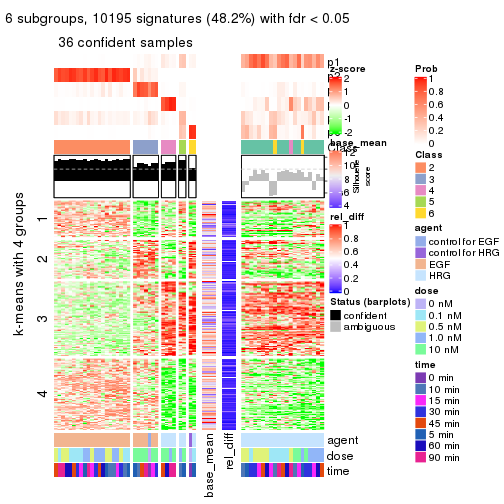 6 subgroups, 10195 signatures (48.2%) with fdr < 0.05
36 confident samples
p1
Class
Silhouette
score
k-means with 4 groups
1
2
3
4
agent
dose
time
base_mean
rel_diff
z-score
2
1
0
-1
-2
base_mean
12
10
8
6
4
rel_diff
1
0.8
0.6
0.4
0.2
0
Status (barplots)
confident
ambiguous
Prob
1
0.8
0.6
0.4
0.2
0
Class
2
3
4
5
6
agent
control for EGF
control for HRG
EGF
HRG
dose
0 nM
0.1 nM
0.5 nM
1.0 nM
10 nM
time
0 min
10 min
15 min
30 min
45 min
5 min
60 min
90 min